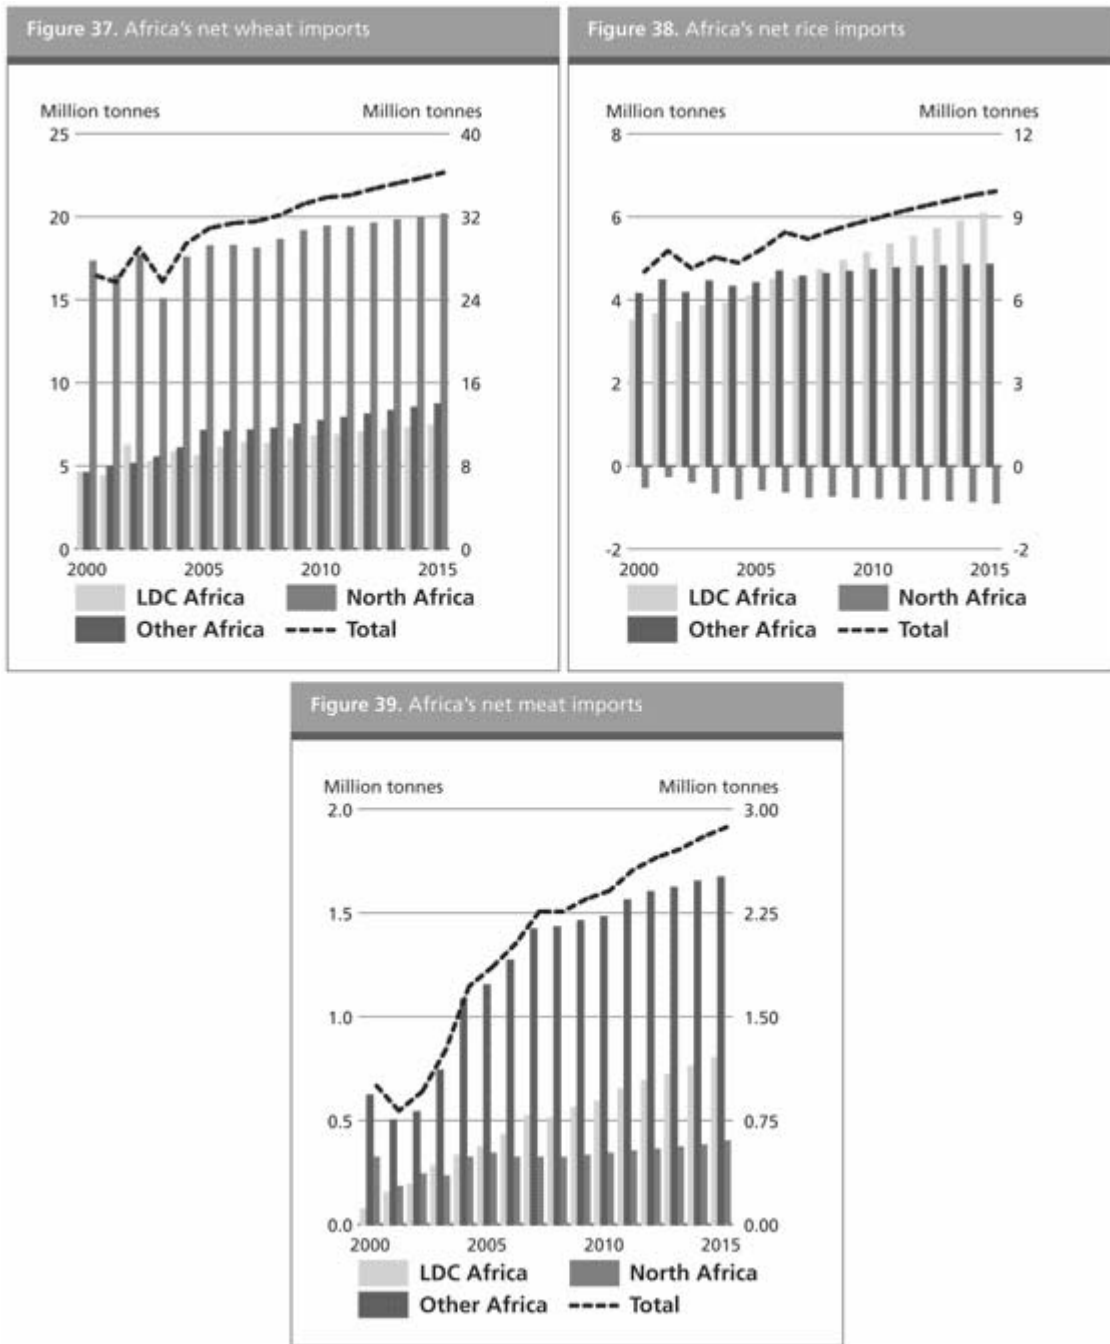 Figure 37. Africa's net wheat imports
Million tonnes Million tonnes
25 40
20 32
15 24
10 16
5 8
0 0
2000 2005 2010 2015
LDC Africa North Africa
Other Africa Total
Figure 38. Africa's net rice imports
Million tonnes Million tonnes
8 12
6 9
4 6
2 3
0 0
-2 -2
2000 2005 2010 2015
LDC Africa North Africa
Other Africa Total
Figure 39. Africa's net meat imports
Million tonnes Million tonnes
2.0 3.00
1.5 2.25
1.0 1.50
0.5 0.75
0.0 0.00
2000 2005 2010 2015
LDC Africa North Africa
Other Africa Total